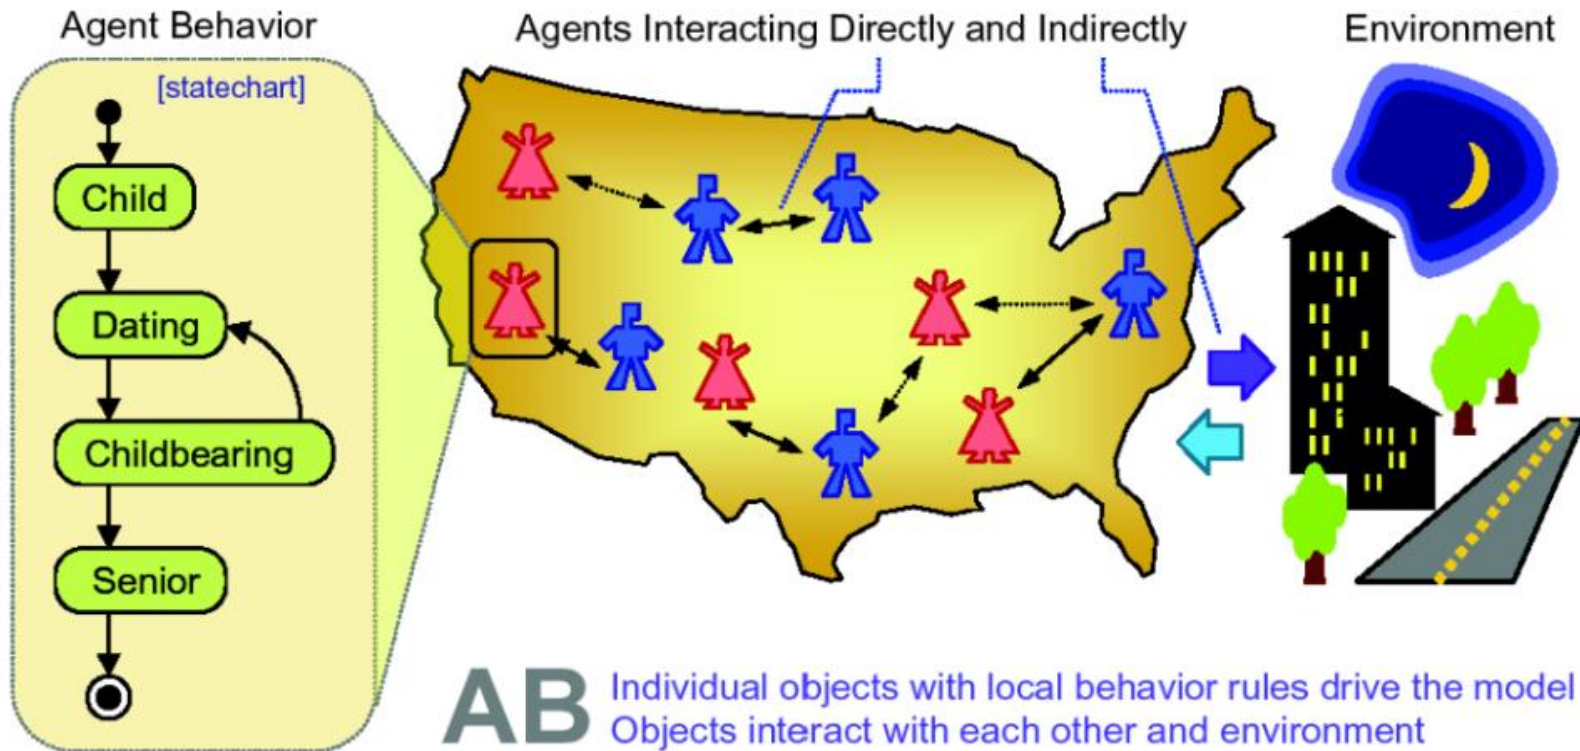 Agent Behavior
Agents Interacting Directly and Indirectly
Environment
[statechart]
Child
Dating
Childbearing
Senior
AB
Individual objects with local behavior rules drive the model
Objects interact with each other and environment